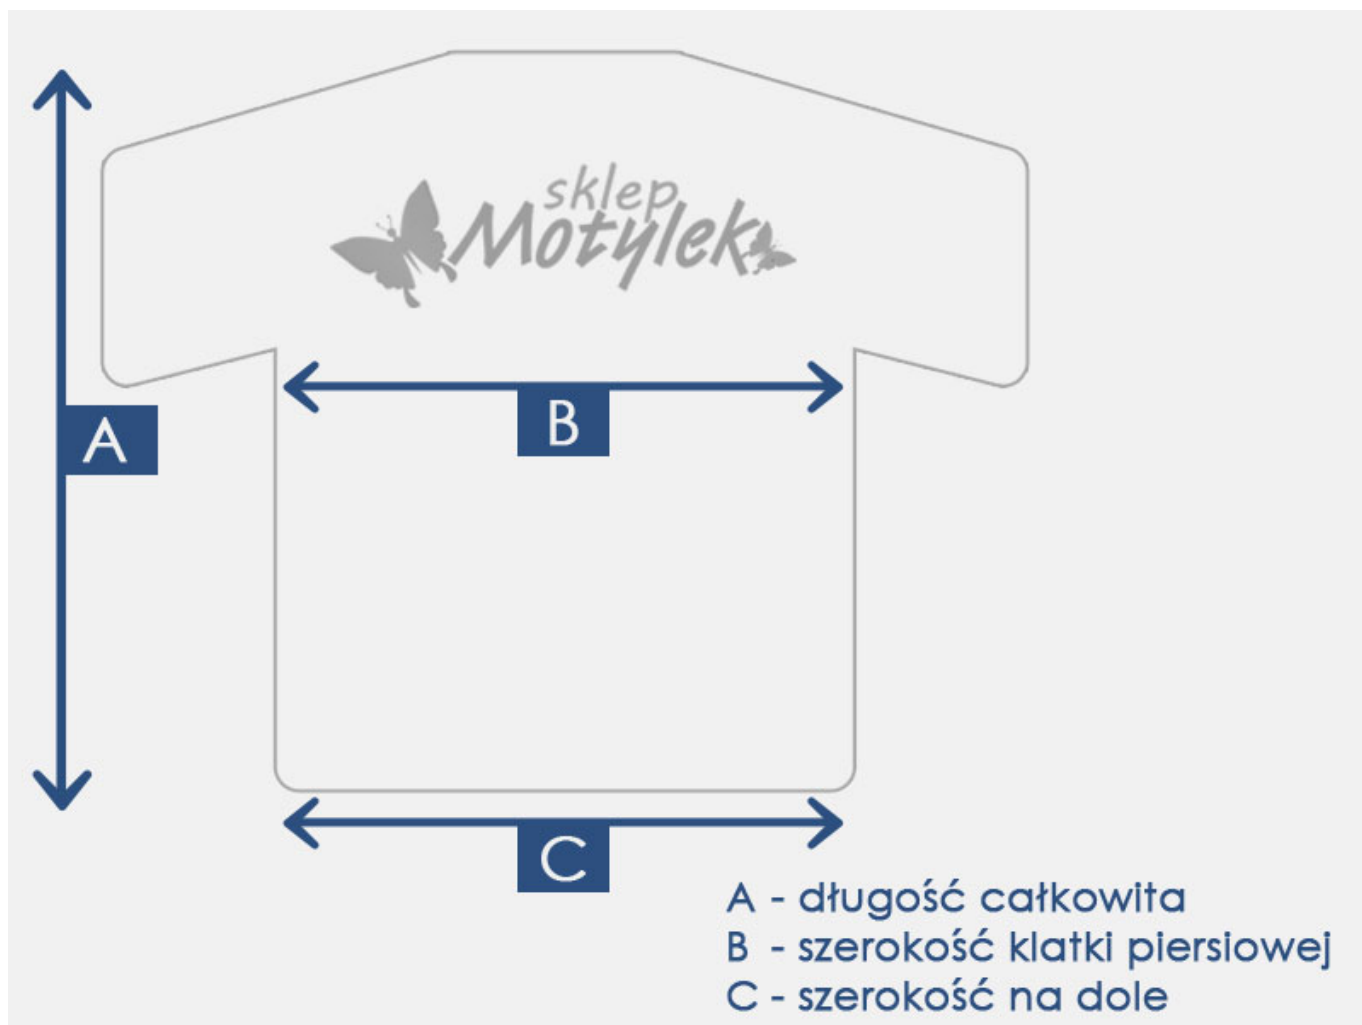 sklep
Motylek
A
B
C
A - długość całkowita
B - szerokość klatki piersiowej
C - szerokość na dole